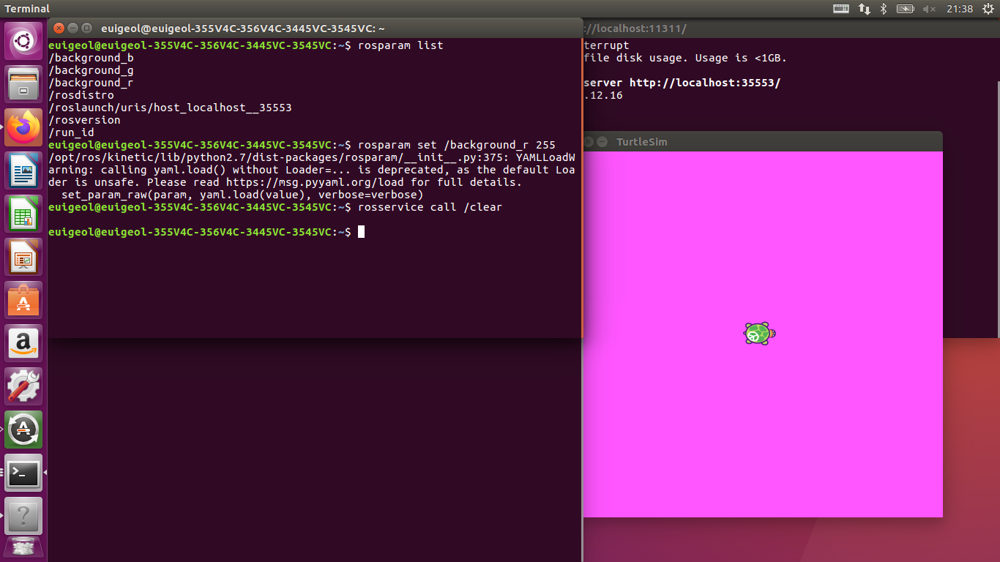 Terminal
21:38
euigeol@euigeol-355V4C-356V4C-3445VC-3545VC: ~
euigeol@euigeol-355V4C-356V4C-3445VC-3545VC:~$ rosparam list
/background_b
/background_g
/background_r
/rosdistro
/roslaunch/uris/host_localhost__35553
/rosversion
/run_id
euigeol@euigeol-355V4C-356V4C-3445VC-3545VC:~$ rosparam set /background_r 255
/opt/ros/kinetic/lib/python2.7/dist-packages/rosparam/__init__.py:375: YAMLLoadW
arning: calling yaml.load() without Loader=... is deprecated, as the default Loa
der is unsafe. Please read https://msg.pyyaml.org/load for full details.
  set_param_raw(param, yaml.load(value), verbose=verbose)
euigeol@euigeol-355V4C-356V4C-3445VC-3545VC:~$ rosservice call /clear
euigeol@euigeol-355V4C-356V4C-3445VC-3545VC:~$
://localhost:11311/
terrupt
file disk usage. Usage is <1GB.
server http://localhost:35553/
.12.16
TurtleSim